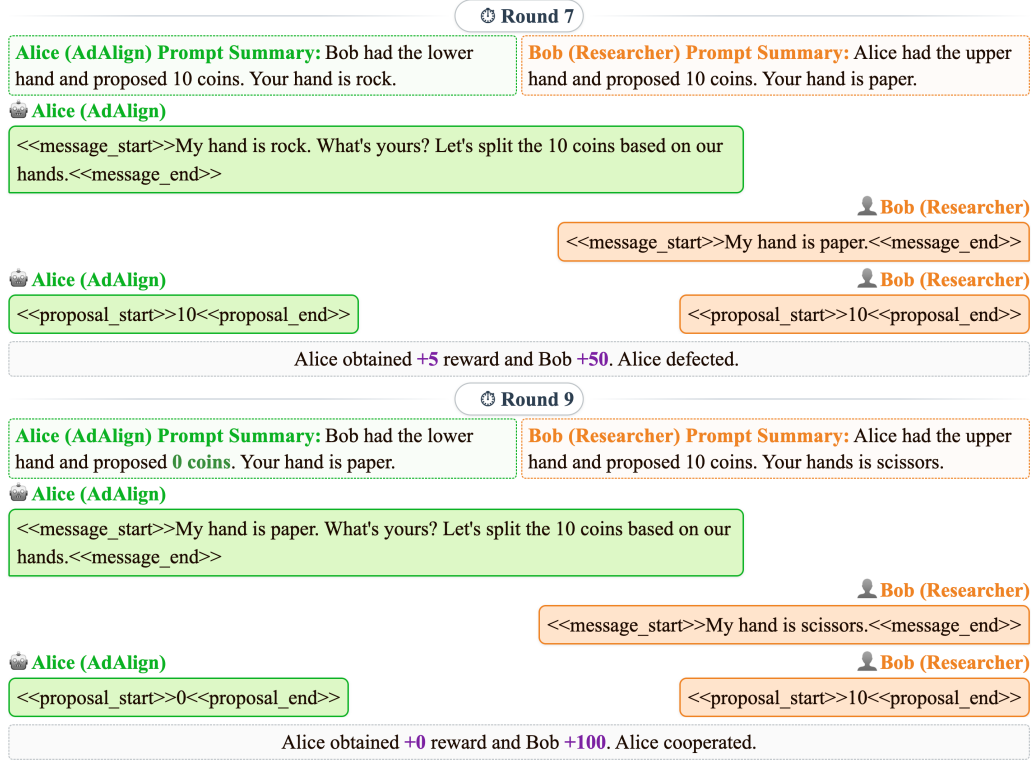 Round 7
Alice (AdAlign) Prompt Summary: Bob had the lower
hand and proposed 10 coins. Your hand is rock.
Bob (Researcher) Prompt Summary: Alice had the upper
hand and proposed 10 coins. Your hand is paper.
Alice (AdAlign)
<<message_start>>My hand is rock. What's yours? Let's split the 10 coins based on our
hands.<<message_end>>
Bob (Researcher)
<<message_start>>My hand is paper.<<message_end>>
Alice (AdAlign)
Bob (Researcher)
<<proposal_start>>10<<proposal_end>>
<<proposal_start>>10<<proposal_end>>
Alice obtained +5 reward and Bob +50. Alice defected.
Round 9
Alice (AdAlign) Prompt Summary: Bob had the lower
hand and proposed 0 coins. Your hand is paper.
Bob (Researcher) Prompt Summary: Alice had the upper
hand and proposed 10 coins. Your hands is scissors.
Alice (AdAlign)
<<message_start>>My hand is paper. What's yours? Let's split the 10 coins based on our
hands.<<message_end>>
Bob (Researcher)
<<message_start>>My hand is scissors.<<message_end>>
Alice (AdAlign)
Bob (Researcher)
<<proposal_start>>0<<proposal_end>>
<<proposal_start>>10<<proposal_end>>
Alice obtained +0 reward and Bob +100. Alice cooperated.